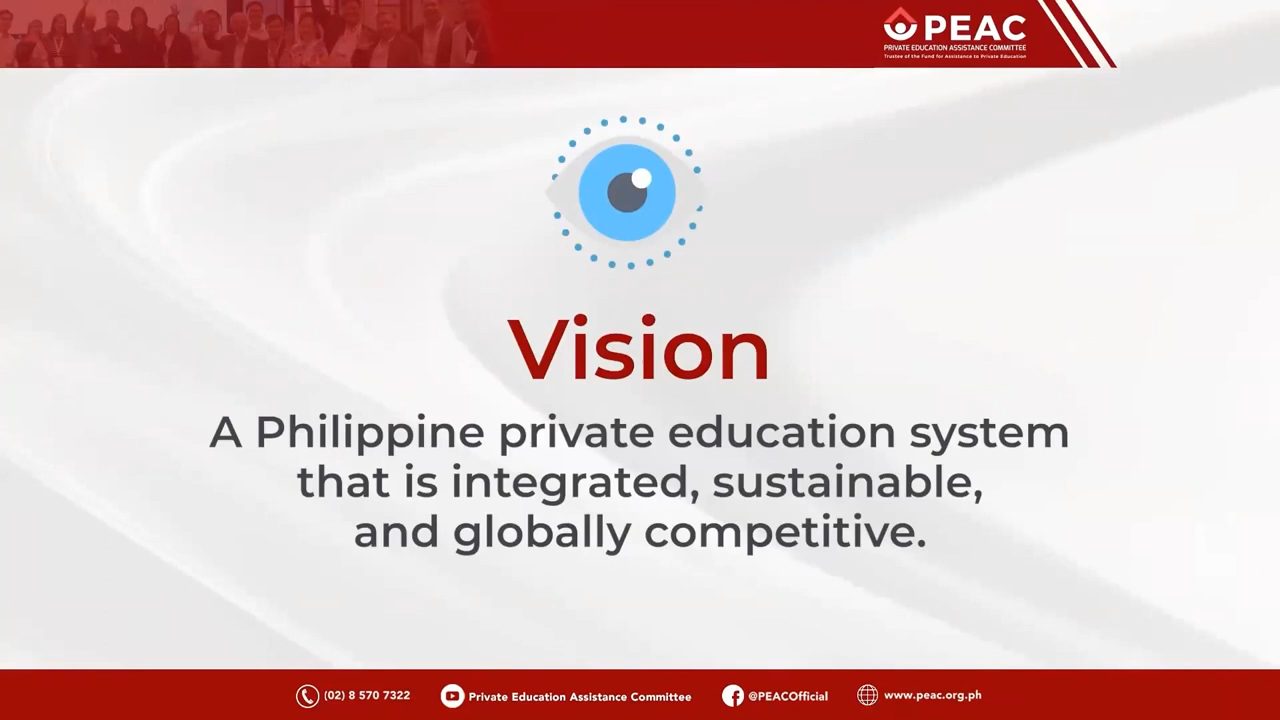 PEAC
PRIVATE EDUCATION ASSISTANCE COMMITTEE
Trustee of the Fund for Assistance to Private Education
Vision
A Philippine private education system
that is integrated, sustainable,
and globally competitive.
(02) 8 570 7322
Private Education Assistance Committee
@PEACOfficial
www.peac.org.ph